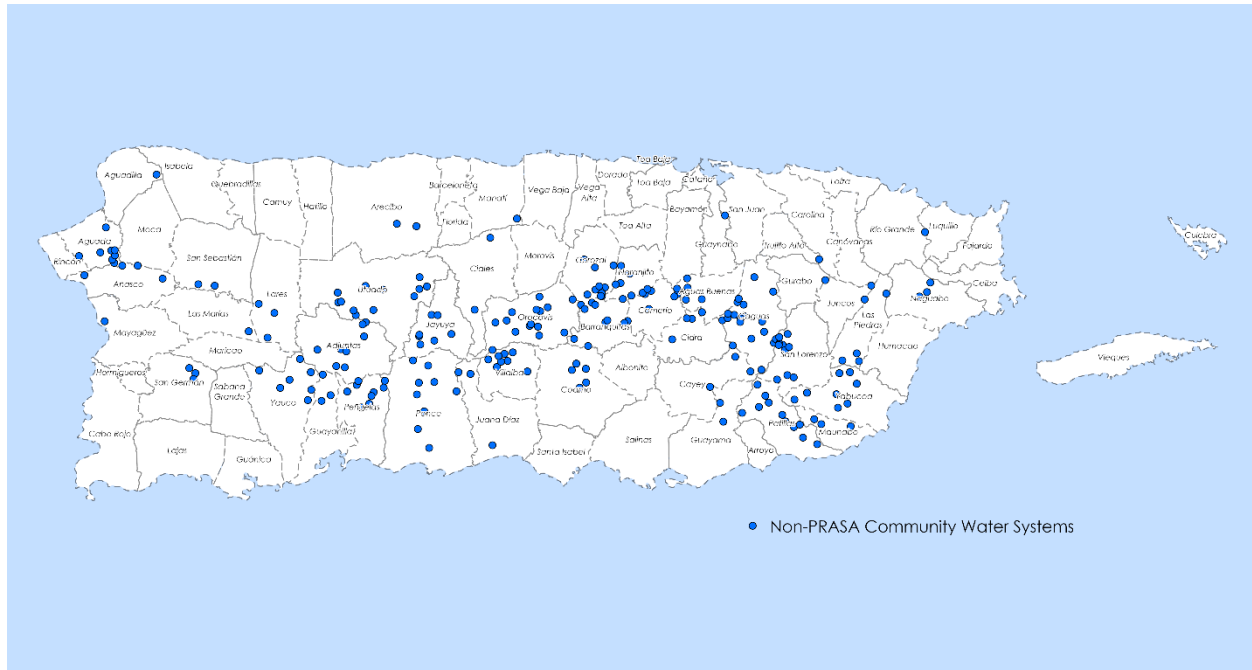 Isabela
Aguadilla
Quebradillas
Camuy
Hatillo
Arecibo
Barceloneta
Manatí
Vega Baja
Vega
Alta
Dorado
Toa Baja
Toa Baja
Cataño
Bayamón
San Juan
Carolina
Loíza
Río Grande
Luquillo
Fajardo
Culebra
Moca
Florida
Toa Alta
Guaynabo
Trujillo Alto
Canóvanas
Aguada
Rincón
San Sebastián
Ciales
Morovis
Corozal
Naranjito
Añasco
Lares
Utuado
Aguas Buenas
Gurabo
Ceiba
Naguabo
Juncos
Las
Piedras
Las Marías
Mayagüez
Jayuya
Orocovis
Comerío
Barranquitas
Caguas
Humacao
Maricao
Adjuntas
Cidra
San Lorenzo
Vieques
Hormigueros
San Germán
Sabana
Grande
Yauco
Peñuelas
Villalba
Coamo
Aibonito
Cayey
Yabucoa
Ponce
Juana Díaz
Patillas
Maunabo
Cabo Rojo
Lajas
Guánica
Guayanilla
Santa Isabel
Salinas
Guayama
Arroyo
Non-PRASA Community Water Systems